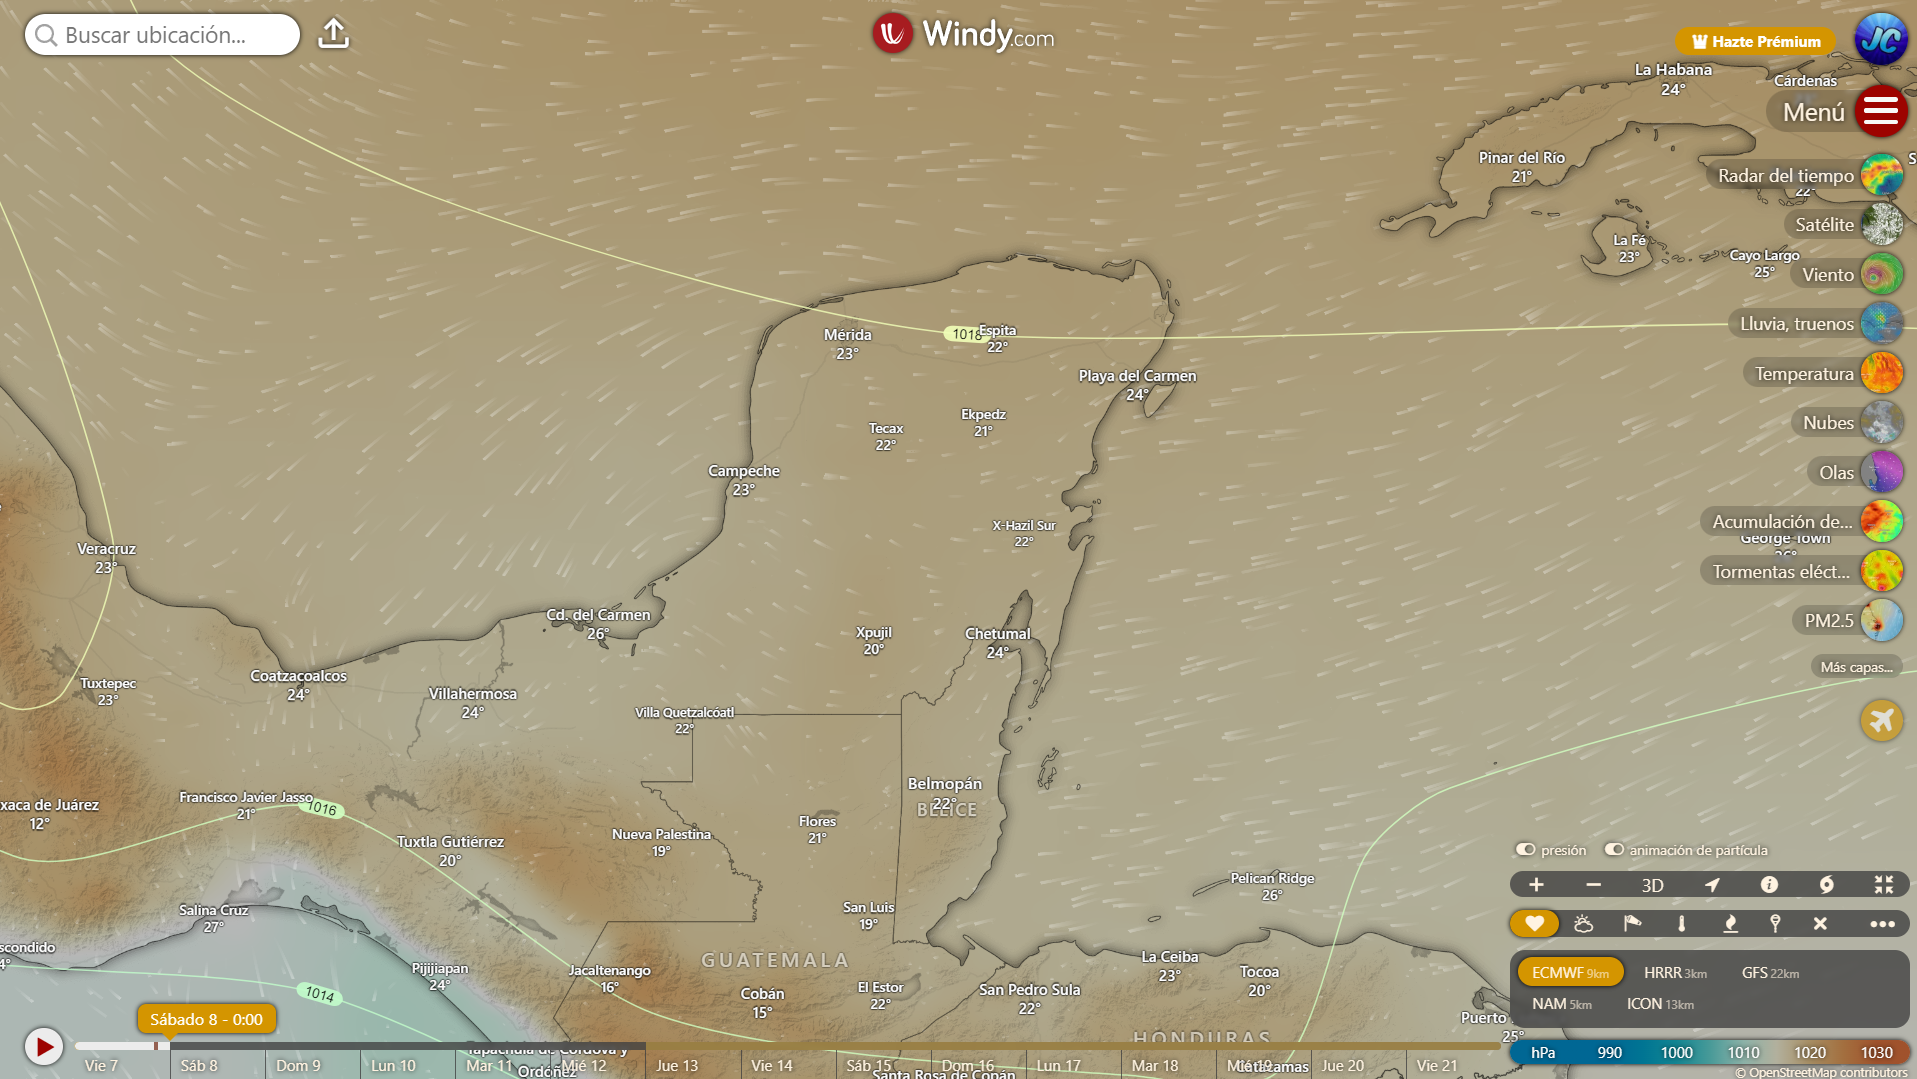 Buscar ubicación...
Windy.com
Hazte Prémium
JC
La Habana
24°
Cárdenas
Menú
Pinar del Río
21°
Radar del tiempo
22°
Satélite
La Fé
23°
Cayo Largo
25°
Viento
Mérida
23°
1018
Espita
22°
Lluvia, truenos
Playa del Carmen
24°
Temperatura
Tecax
22°
Ekpedz
21°
Nubes
Campeche
23°
Olas
X-Hazil Sur
22°
Acumulación de...
George Town
26°
Veracruz
23°
Tormentas eléct...
Cd. del Carmen
26°
Xpujil
20°
Chetumal
24°
PM2.5
Más capas...
Tuxtepec
23°
Coatzacoalcos
24°
Villahermosa
24°
Villa Quetzalcóatl
22°
Belmopán
22°
BELICE
xaca de Juárez
12°
Francisco Javier Jasso
21°
1016
Tuxtla Gutiérrez
20°
Nueva Palestina
19°
Flores
21°
presión
animación de partícula
3D
Pelican Ridge
26°
Salina Cruz
27°
San Luis
19°
scondido
4°
Pijijiapan
24°
Jacaltenango
16°
GUATEMALA
La Ceiba
23°
Tocoa
20°
ECMWF 9km
HRRR 3km
GFS 22km
NAM 5km
ICON 13km
1014
Cobán
15°
El Estor
22°
San Pedro Sula
22°
HONDURAS
Puerto
25°
Sábado 8 - 0:00
Tapachula de Córdova y
Ordóñez
Santa Rosa de Copán
Catacamas
Vie 7
Sáb 8
Dom 9
Lun 10
Mar 11
Mié 12
Jue 13
Vie 14
Sáb 15
Dom 16
Lun 17
Mar 18
Mié 19
Jue 20
Vie 21
hPa
990
1000
1010
1020
1030
© OpenStreetMap contributors